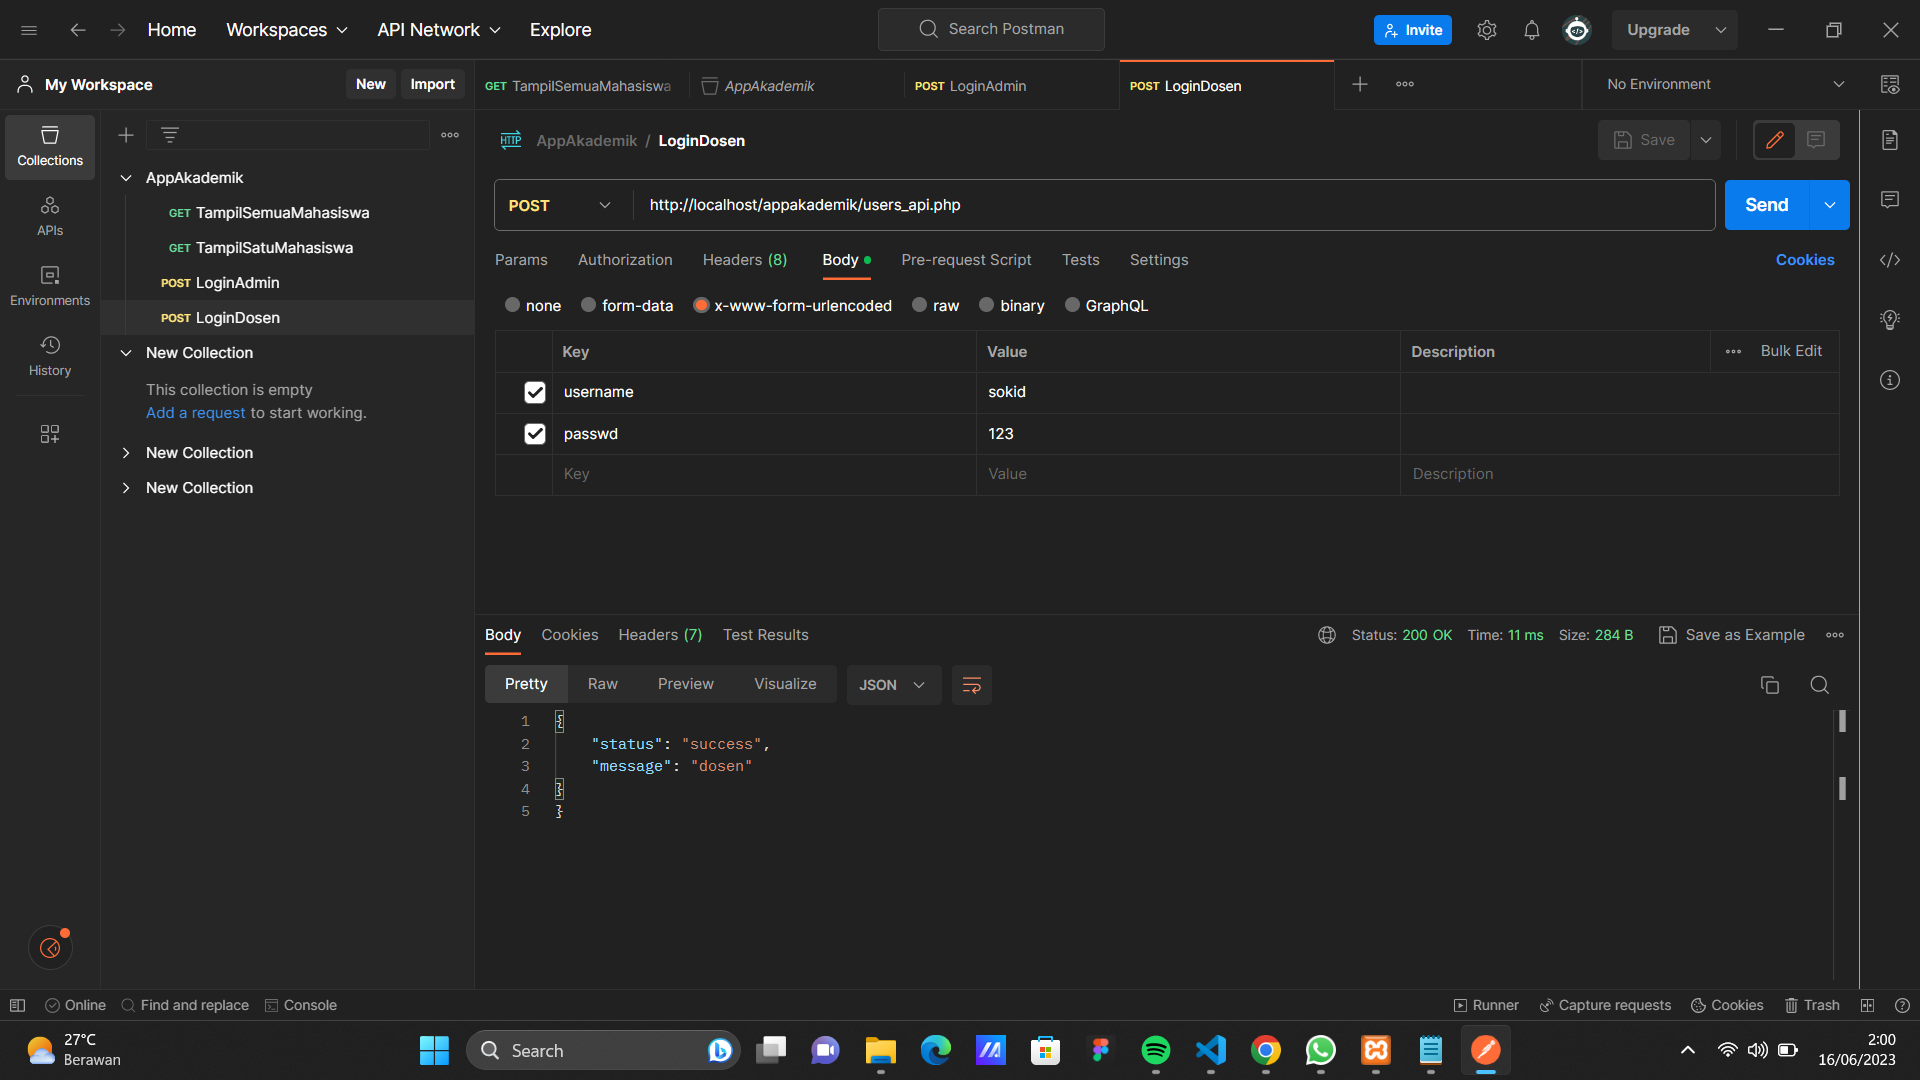 Home Workspaces API Network Explore Search Postman Invite Upgrade
My Workspace New Import
GET TampilSemuaMahasiswa AppAkademik POST LoginAdmin POST LoginDosen No Environment
Collections
APIs
Environments
History
AppAkademik
GET TampilSemuaMahasiswa
GET TampilSatuMahasiswa
POST LoginAdmin
POST LoginDosen
New Collection
This collection is empty
Add a request to start working.
New Collection
New Collection
HTTP AppAkademik / LoginDosen Save
POST http://localhost/appakademik/users_api.php Send
Params Authorization Headers (8) Body Pre-request Script Tests Settings Cookies
none form-data x-www-form-urlencoded raw binary GraphQL
Key Value Description Bulk Edit
username sokid
passwd 123
Key Value Description
Body Cookies Headers (7) Test Results Status: 200 OK Time: 11 ms Size: 284 B Save as Example
Pretty Raw Preview Visualize JSON
1 {
2 "status": "success",
3 "message": "dosen"
4 }
5 }
Online Find and replace Console Runner Capture requests Cookies Trash
27°C
Berawan
Search
2:00
16/06/2023